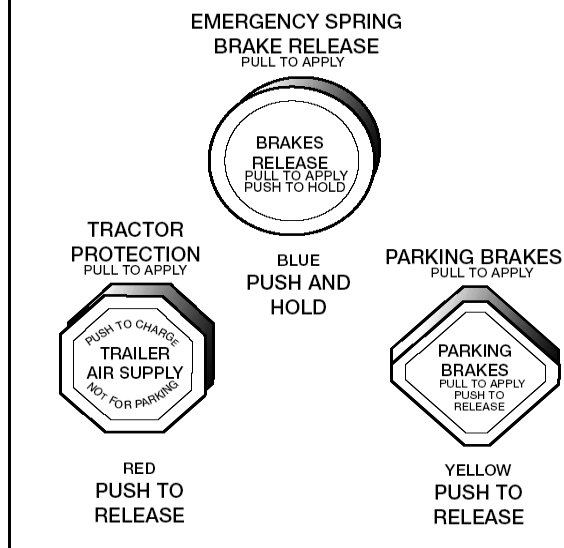 EMERGENCY SPRING
BRAKE RELEASE
PULL TO APPLY
BRAKES
RELEASE
PULL TO APPLY
PUSH TO HOLD
BLUE
PUSH AND
HOLD
TRACTOR
PROTECTION
PULL TO APPLY
PUSH TO CHARGE
TRAILER
AIR SUPPLY
NOT FOR PARKING
RED
PUSH TO
RELEASE
PARKING BRAKES
PULL TO APPLY
PARKING
BRAKES
PULL TO APPLY
PUSH TO
RELEASE
YELLOW
PUSH TO
RELEASE